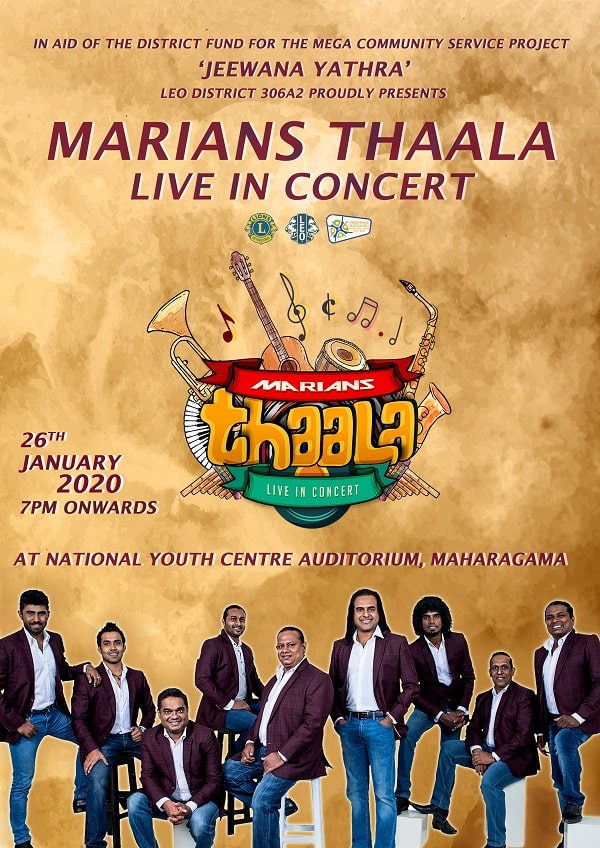 IN AID OF THE DISTRICT FUND FOR THE MEGA COMMUNITY SERVICE PROJECT
‘JEEWANA YATHRA’
LEO DISTRICT 306A2 PROUDLY PRESENTS
MARIANS THAALA
LIVE IN CONCERT
LIONS
L
LEO
MARIANS
thaaLa
LIVE IN CONCERT
26TH
JANUARY
2020
7PM ONWARDS
AT NATIONAL YOUTH CENTRE AUDITORIUM, MAHARAGAMA